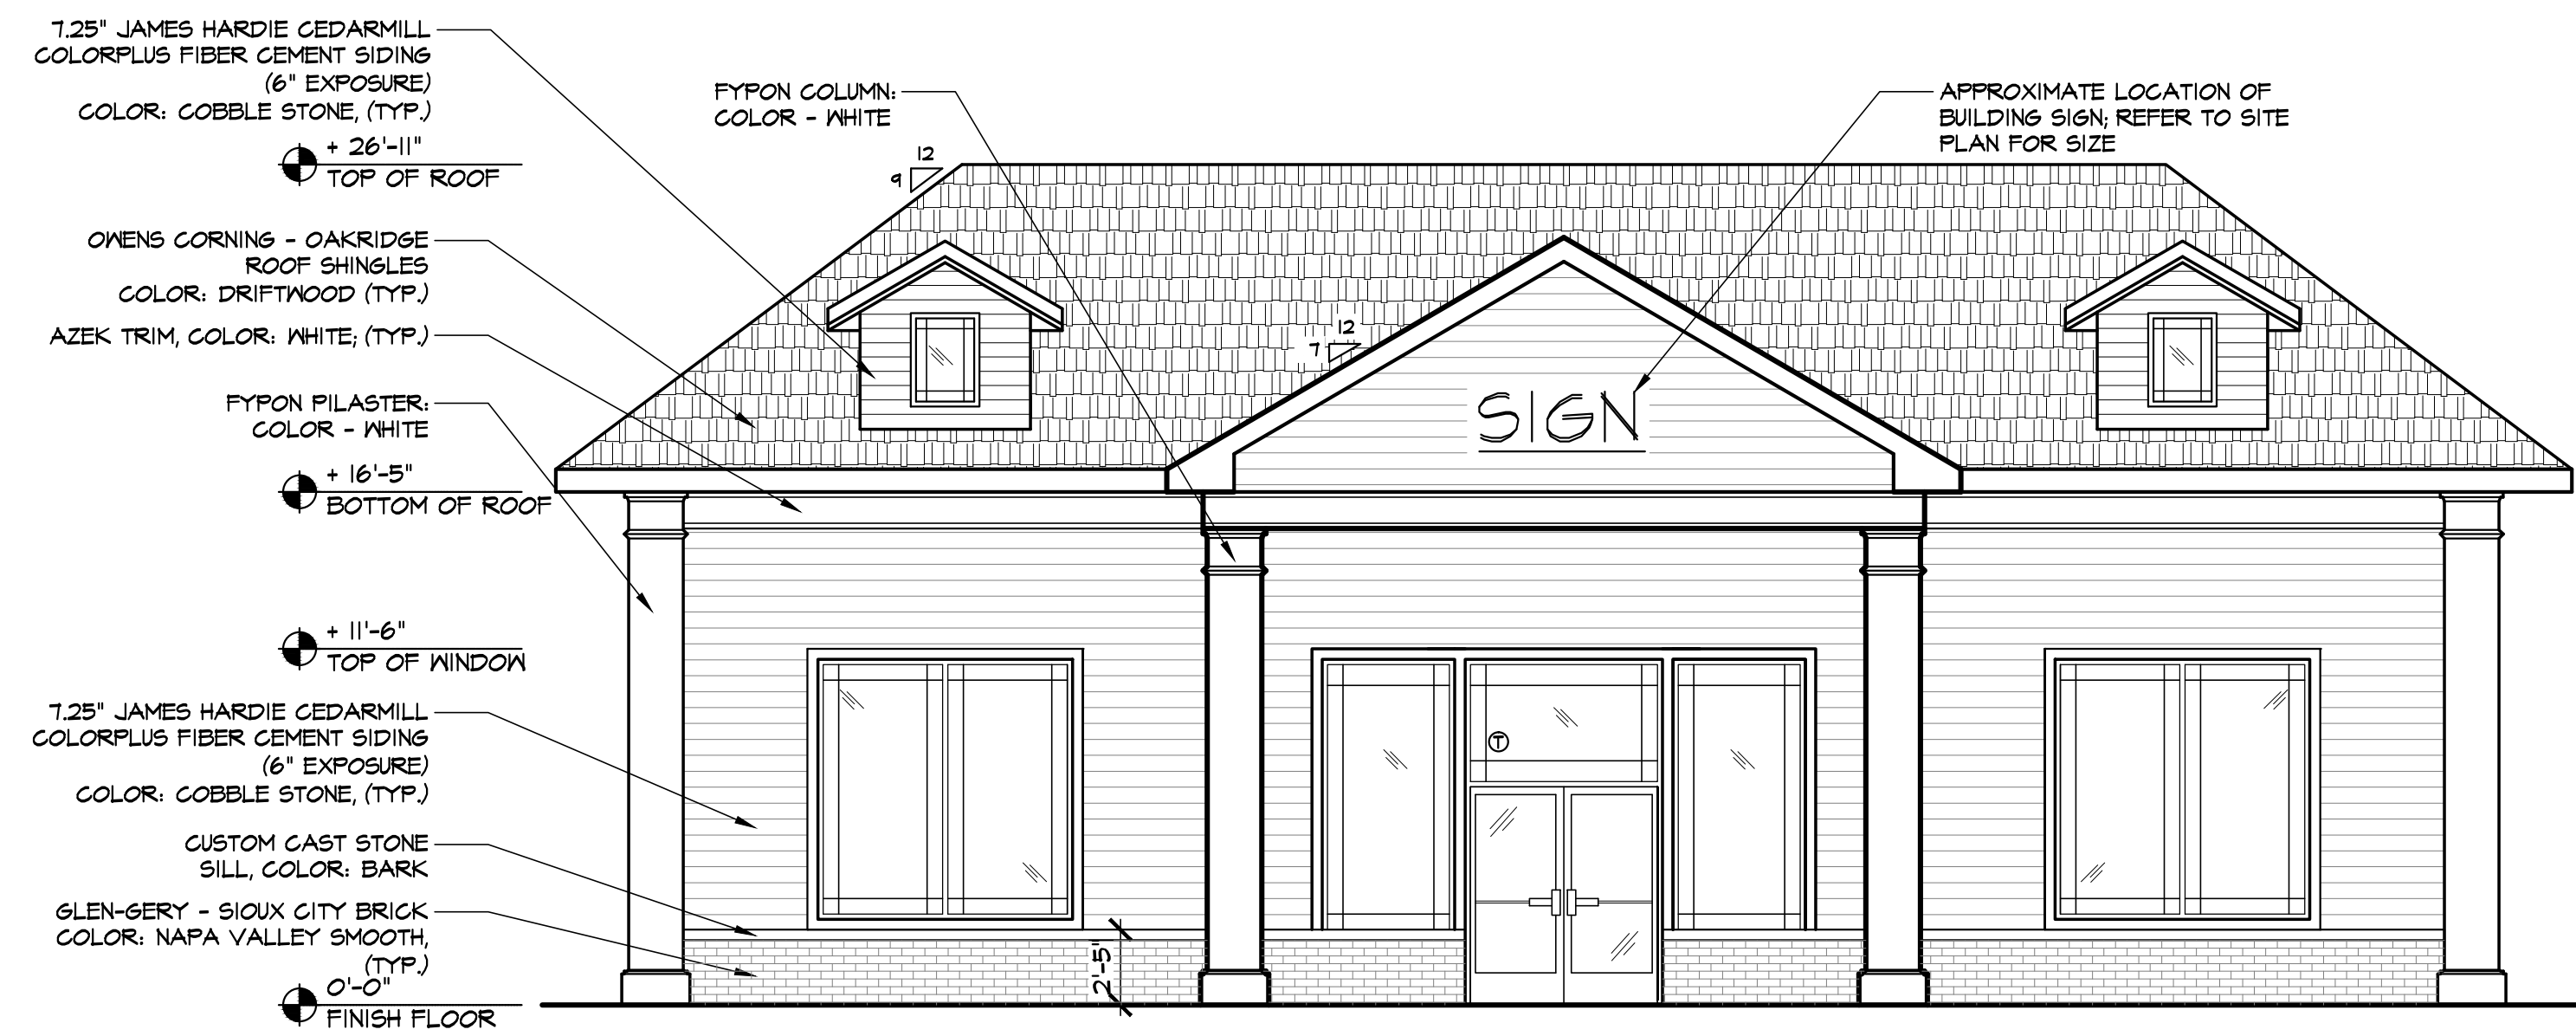 7.25" JAMES HARDIE CEDARMILL
COLORPLUS FIBER CEMENT SIDING
(6" EXPOSURE)
COLOR: COBBLE STONE, (TYP.)
+ 26'-11"
TOP OF ROOF
OWENS CORNING - OAKRIDGE
ROOF SHINGLES
COLOR: DRIFTWOOD (TYP.)
AZEK TRIM, COLOR: WHITE; (TYP.)
FYPON PILASTER:
COLOR - WHITE
+ 16'-5"
BOTTOM OF ROOF
+ 11'-6"
TOP OF WINDOW
7.25" JAMES HARDIE CEDARMILL
COLORPLUS FIBER CEMENT SIDING
(6" EXPOSURE)
COLOR: COBBLE STONE, (TYP.)
CUSTOM CAST STONE
SILL, COLOR: BARK
GLEN-GERY - SIOUX CITY BRICK
COLOR: NAPA VALLEY SMOOTH,
(TYP.)
0'-0"
FINISH FLOOR
FYPON COLUMN:
COLOR - WHITE
12
9
APPROXIMATE LOCATION OF
BUILDING SIGN; REFER TO SITE
PLAN FOR SIZE
12
7
SIGN
T
2'-5"